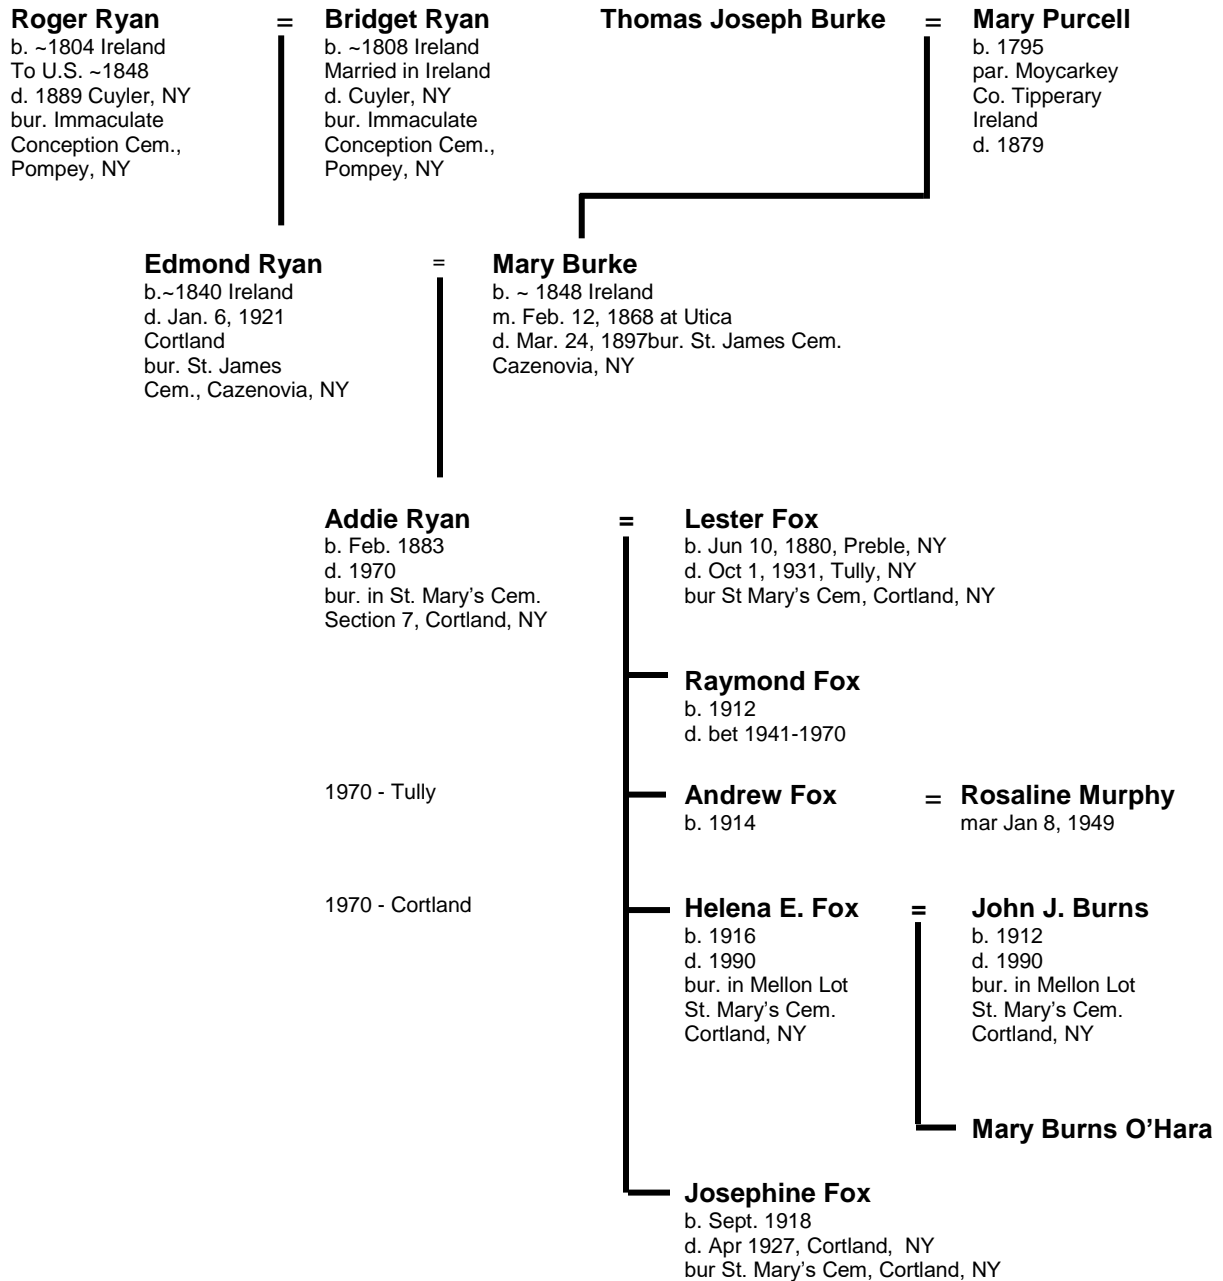 Roger Ryan = Bridget Ryan Thomas Joseph Burke = Mary Purcell
b. ~1804 Ireland
To U.S. ~1848
d. 1889 Cuyler, NY
bur. Immaculate
Conception Cem.,
Pompey, NY
b. ~1808 Ireland
Married in Ireland
d. Cuyler, NY
bur. Immaculate
Conception Cem.,
Pompey, NY
b. 1795
par. Moycarkey
Co. Tipperary
Ireland
d. 1879
Edmond Ryan = Mary Burke
b.~1840 Ireland
d. Jan. 6, 1921
Cortland
bur. St. James
Cem., Cazenovia, NY
b. ~ 1848 Ireland
m. Feb. 12, 1868 at Utica
d. Mar. 24, 1897bur. St. James Cem.
Cazenovia, NY
Addie Ryan = Lester Fox
b. Feb. 1883
d. 1970
bur. in St. Mary’s Cem.
Section 7, Cortland, NY
b. Jun 10, 1880, Preble, NY
d. Oct 1, 1931, Tully, NY
bur St Mary’s Cem, Cortland, NY
Raymond Fox
b. 1912
d. bet 1941-1970
1970 - Tully
Andrew Fox = Rosaline Murphy
b. 1914
mar Jan 8, 1949
1970 - Cortland
Helena E. Fox = John J. Burns
b. 1916
d. 1990
bur. in Mellon Lot
St. Mary’s Cem.
Cortland, NY
b. 1912
d. 1990
bur. in Mellon Lot
St. Mary’s Cem.
Cortland, NY
Mary Burns O’Hara
Josephine Fox
b. Sept. 1918
d. Apr 1927, Cortland, NY
bur St. Mary’s Cem, Cortland, NY